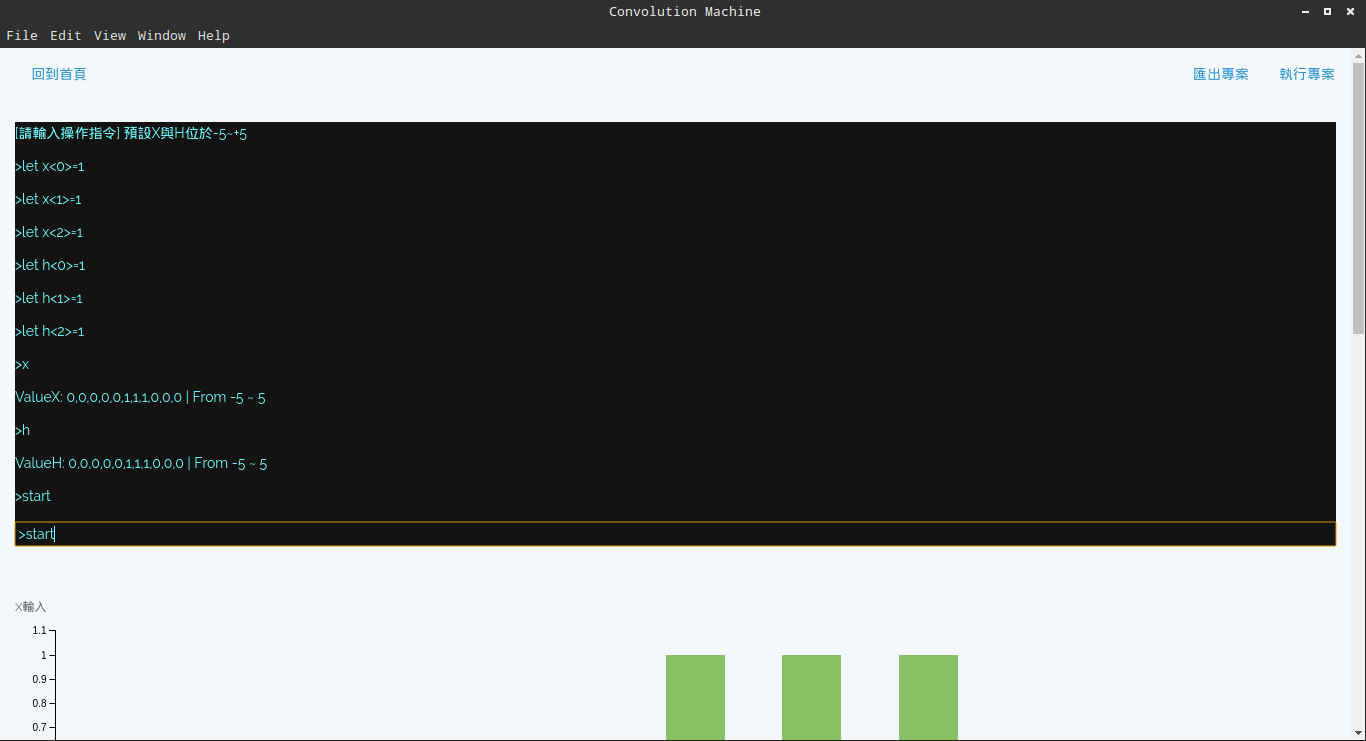 Convolution Machine
File Edit View Window Help
回到首頁 匯出專案 執行專案
[請輸入操作指令] 預設X與H位於-5~+5
>let x<0>=1
>let x<1>=1
>let x<2>=1
>let h<0>=1
>let h<1>=1
>let h<2>=1
>x
ValueX: 0,0,0,0,0,1,1,1,0,0,0 | From -5 ~ 5
>h
ValueH: 0,0,0,0,0,1,1,1,0,0,0 | From -5 ~ 5
>start
>start
X輸入
1.1
1
0.9
0.8
0.7